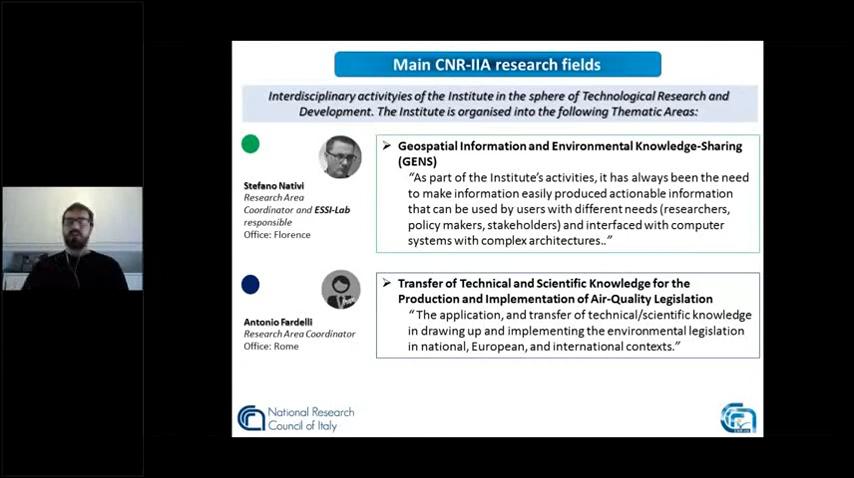 Main CNR-IIA research fields
Interdisciplinary activityies of the Institute in the sphere of Technological Research and
Development. The Institute is organised into the following Thematic Areas:
Stefano Nativi
Research Area
Coordinator and ESSI-Lab
responsible
Office: Florence
➢ Geospatial Information and Environmental Knowledge-Sharing
(GENS)
"As part of the Institute's activities, it has always been the need
to make information easily produced actionable information
that can be used by users with different needs (researchers,
policy makers, stakeholders) and interfaced with computer
systems with complex architectures.."
Antonio Fardelli
Research Area Coordinator
Office: Rome
➢ Transfer of Technical and Scientific Knowledge for the
Production and Implementation of Air-Quality Legislation
" The application, and transfer of technical/scientific knowledge
in drawing up and implementing the environmental legislation
in national, European, and international contexts."
National Research
Council of Italy